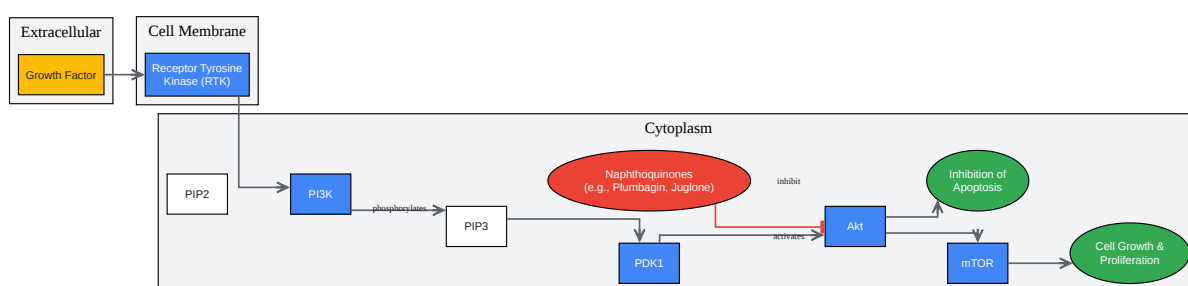 Extracellular
Growth Factor
Cell Membrane
Receptor Tyrosine
Kinase (RTK)
Cytoplasm
PIP2
PI3K
phosphorylates
PIP3
Naphthoquinones
(e.g., Plumbagin, Juglone)
inhibit
PDK1
activates
Akt
Inhibition of
Apoptosis
mTOR
Cell Growth &
Proliferation